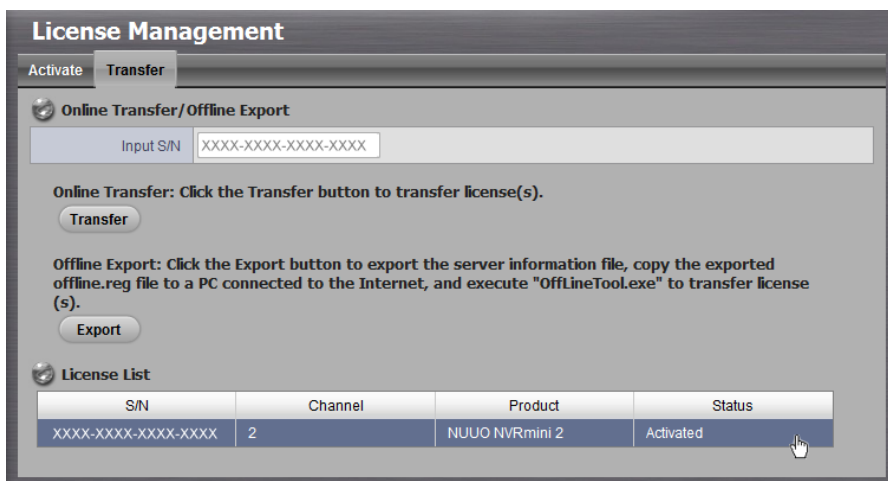 License Management
Activate Transfer
Online Transfer/Offline Export
Input S/N XXXX-XXXX-XXXX-XXXX
Online Transfer: Click the Transfer button to transfer license(s).
Transfer
Offline Export: Click the Export button to export the server information file, copy the exported
offline.reg file to a PC connected to the Internet, and execute "OffLineTool.exe" to transfer license
(s).
Export
License List
S/N Channel Product Status
XXXX-XXXX-XXXX-XXXX 2 NUUO NVRmini 2 Activated